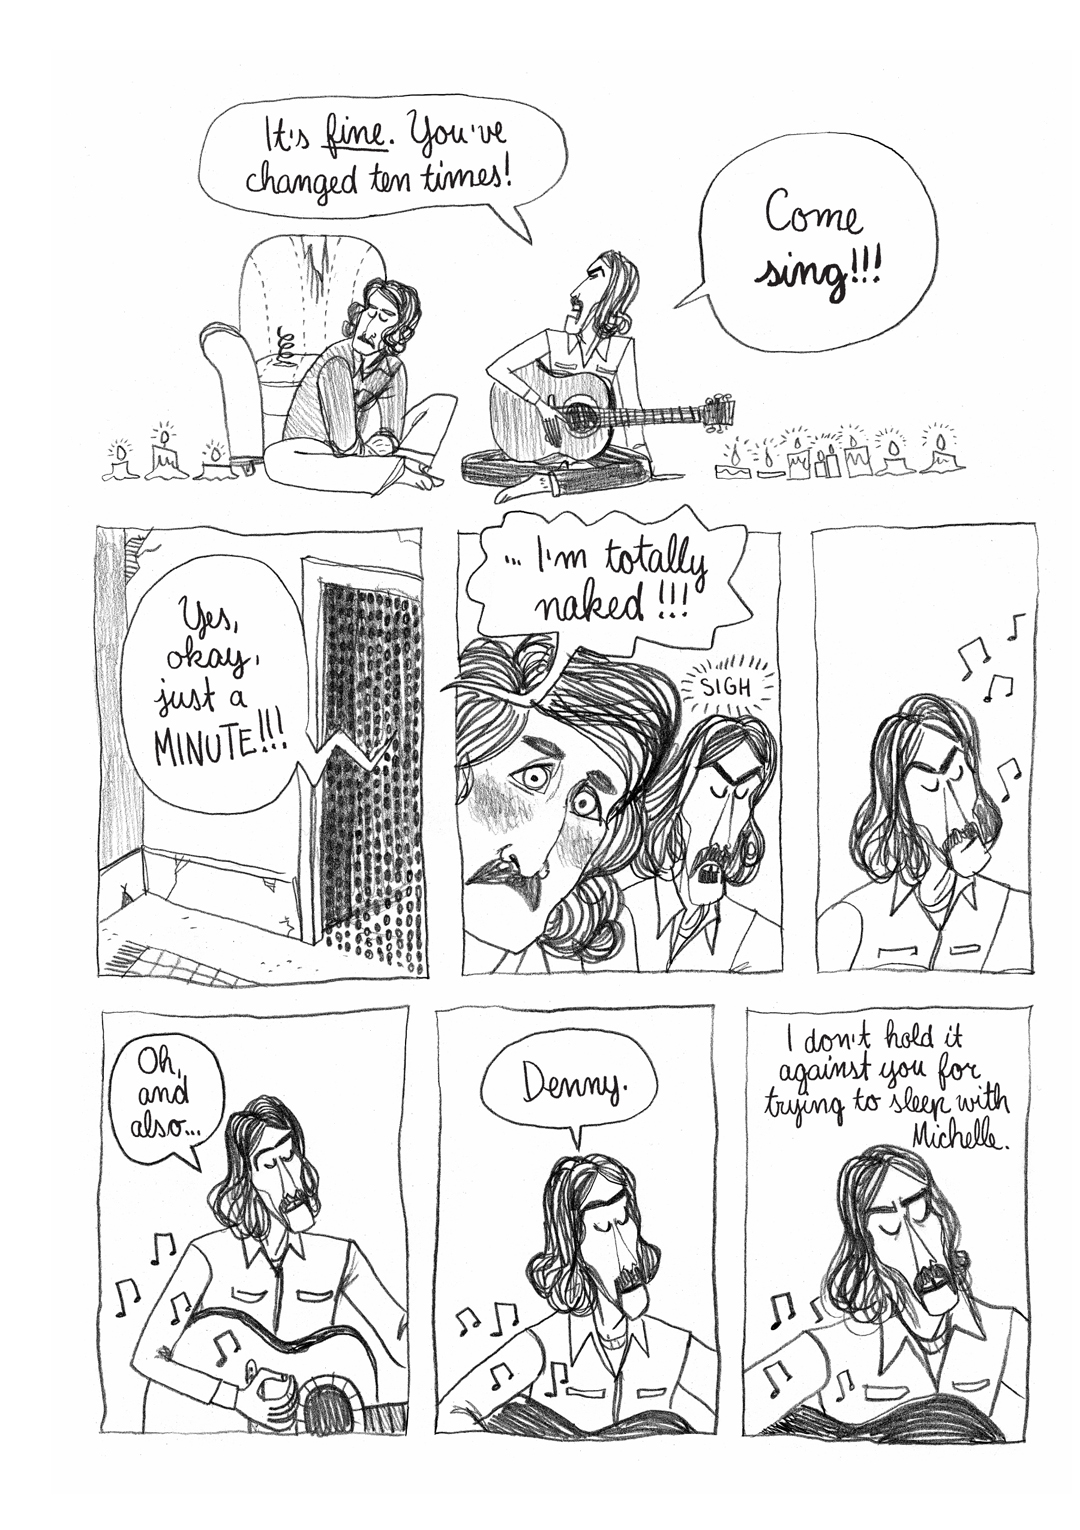 It's fine. You've
changed ten times!
Come
sing!!!
Yes,
okay,
just a
MINUTE!!!
... I'm totally
naked!!!
SIGH
Oh,
and
also...
Denny.
I don't hold it
against you for
trying to sleep with
Michelle.